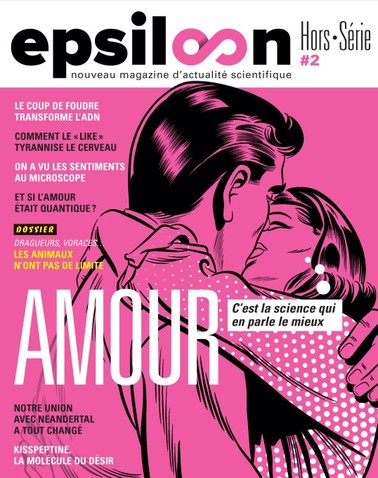 epsiloon
Hors-Série
#2
nouveau magazine d'actualité scientifique
LE COUP DE FOUDRE
TRANSFORME L'ADN
COMMENT LE «LIKE»
TYRANNISE LE CERVEAU
ON A VU LES SENTIMENTS
AU MICROSCOPE
ET SI L'AMOUR
ÉTAIT QUANTIQUE ?
DOSSIER
DRAGUEURS, VORACES...
LES ANIMAUX
N'ONT PAS DE LIMITE
AMOUR
C'est la science qui
en parle le mieux
NOTRE UNION
AVEC NEANDERTAL
A TOUT CHANGÉ
KISSPEPTINE,
LA MOLÉCULE DU DÉSIR